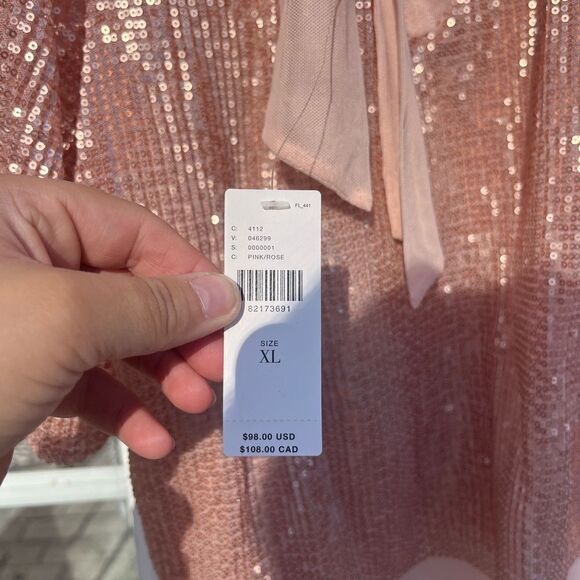 FL_441
C: 4112
V: 046299
S: 0000001
C: PINK/ROSE
82173691
SIZE
XL
$98.00 USD
$108.00 CAD